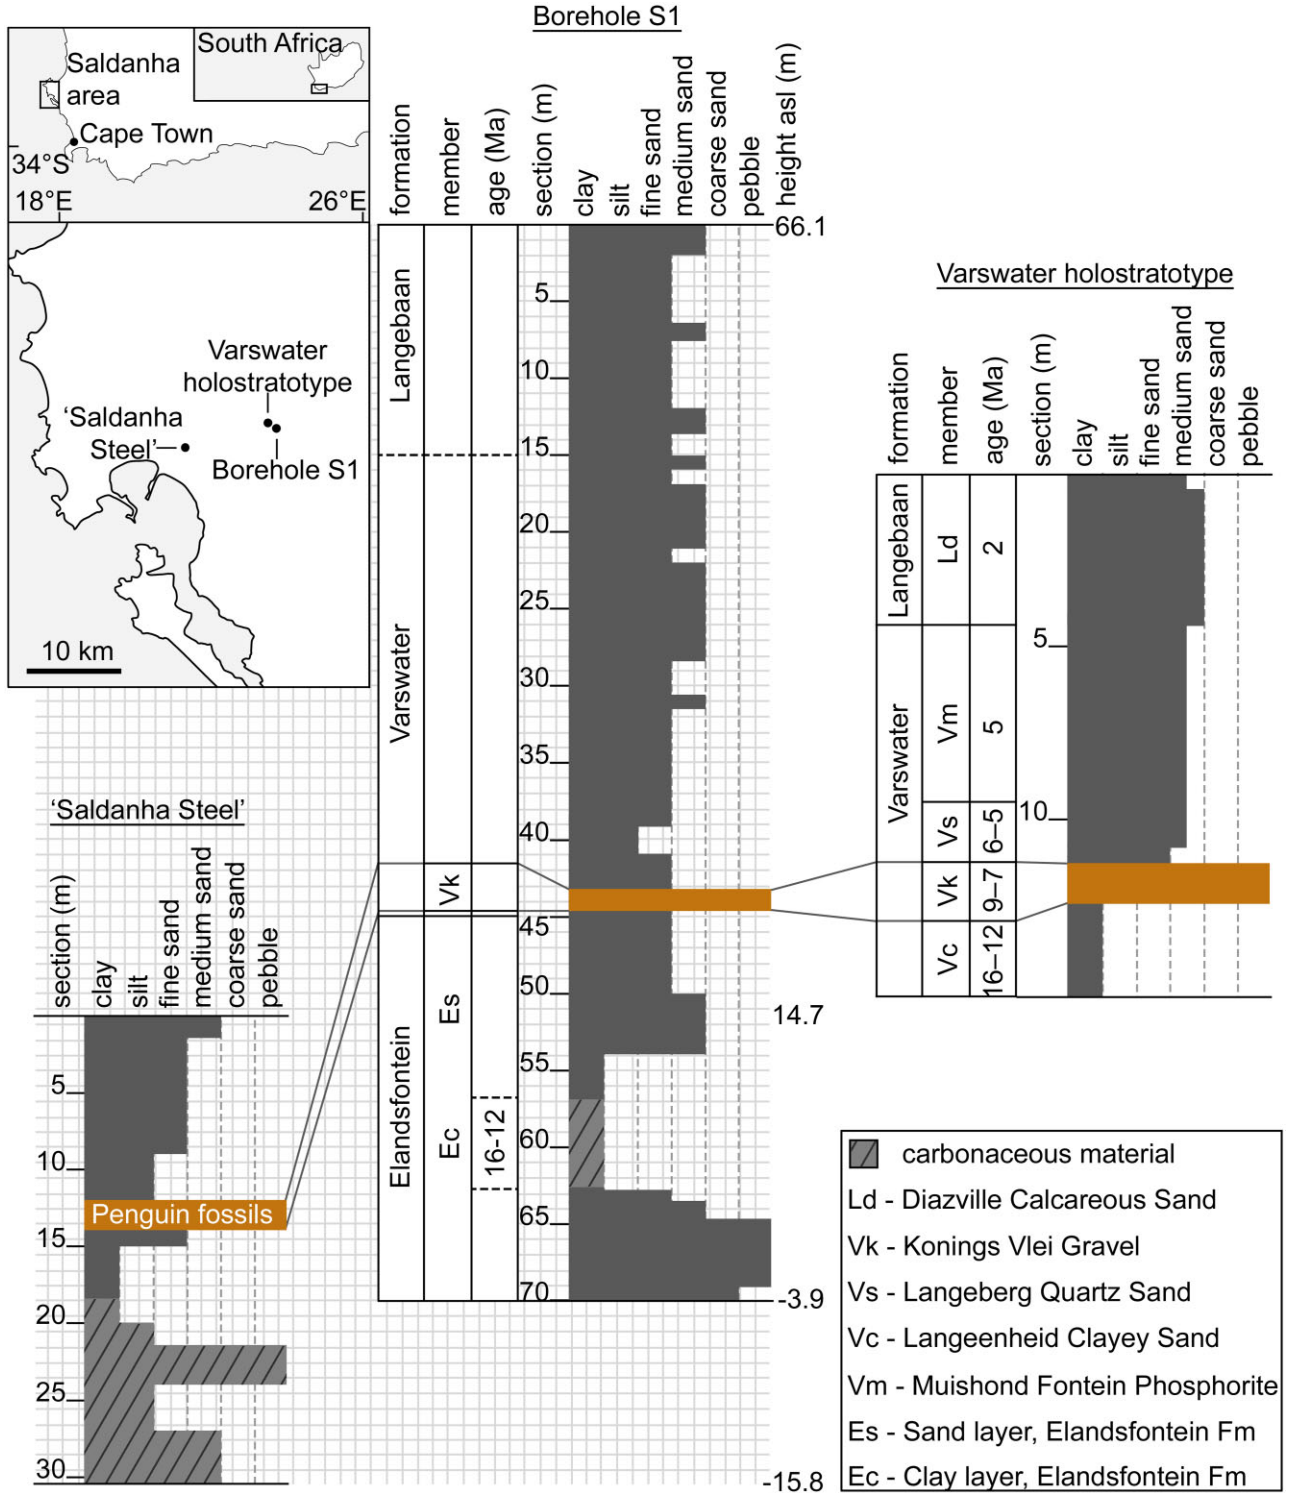 Borehole S1
South Africa
Saldanha
area
Cape Town
34°S
18°E
26°E
Varswater
holostratotype
‘Saldanha
Steel’
Borehole S1
10 km
formation
member
age (Ma)
section (m)
clay
silt
fine sand
medium sand
coarse sand
pebble
height asl (m)
66.1
Langebaan
Varswater
Vk
Elandsfontein
Es
Ec
16-12
5
10
15
20
25
30
35
40
45
50
55
60
65
70
14.7
-3.9
-15.8
Varswater holostratotype
formation
member
age (Ma)
section (m)
clay
silt
fine sand
medium sand
coarse sand
pebble
Langebaan
Ld
2
Varswater
Vm
5
Vs
6–5
Vk
9–7
Vc
16–12
5
10
‘Saldanha Steel’
section (m)
clay
silt
fine sand
medium sand
coarse sand
pebble
5
10
Penguin fossils
15
20
25
30
carbonaceous material
Ld - Diazville Calcareous Sand
Vk - Konings Vlei Gravel
Vs - Langeberg Quartz Sand
Vc - Langeenheid Clayey Sand
Vm - Muishond Fontein Phosphorite
Es - Sand layer, Elandsfontein Fm
Ec - Clay layer, Elandsfontein Fm